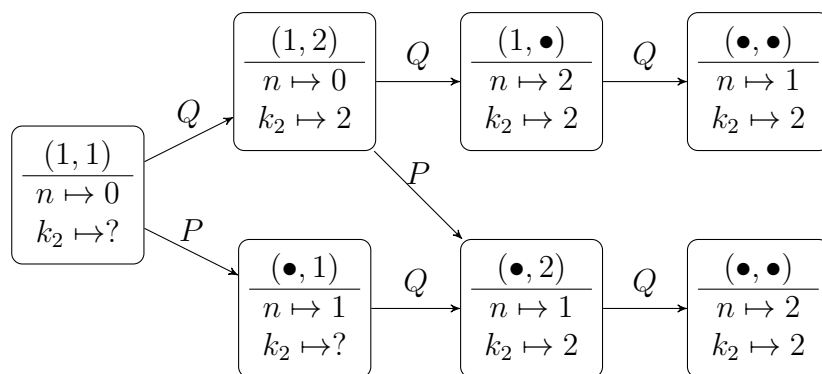 (1, 2)
n ↦ 0
k₂ ↦ 2
Q
(1, •)
n ↦ 2
k₂ ↦ 2
Q
(•, •)
n ↦ 1
k₂ ↦ 2
Q
(1, 1)
n ↦ 0
k₂ ↦?
P
P
(•, 1)
n ↦ 1
k₂ ↦?
Q
(•, 2)
n ↦ 1
k₂ ↦ 2
Q
(•, •)
n ↦ 2
k₂ ↦ 2